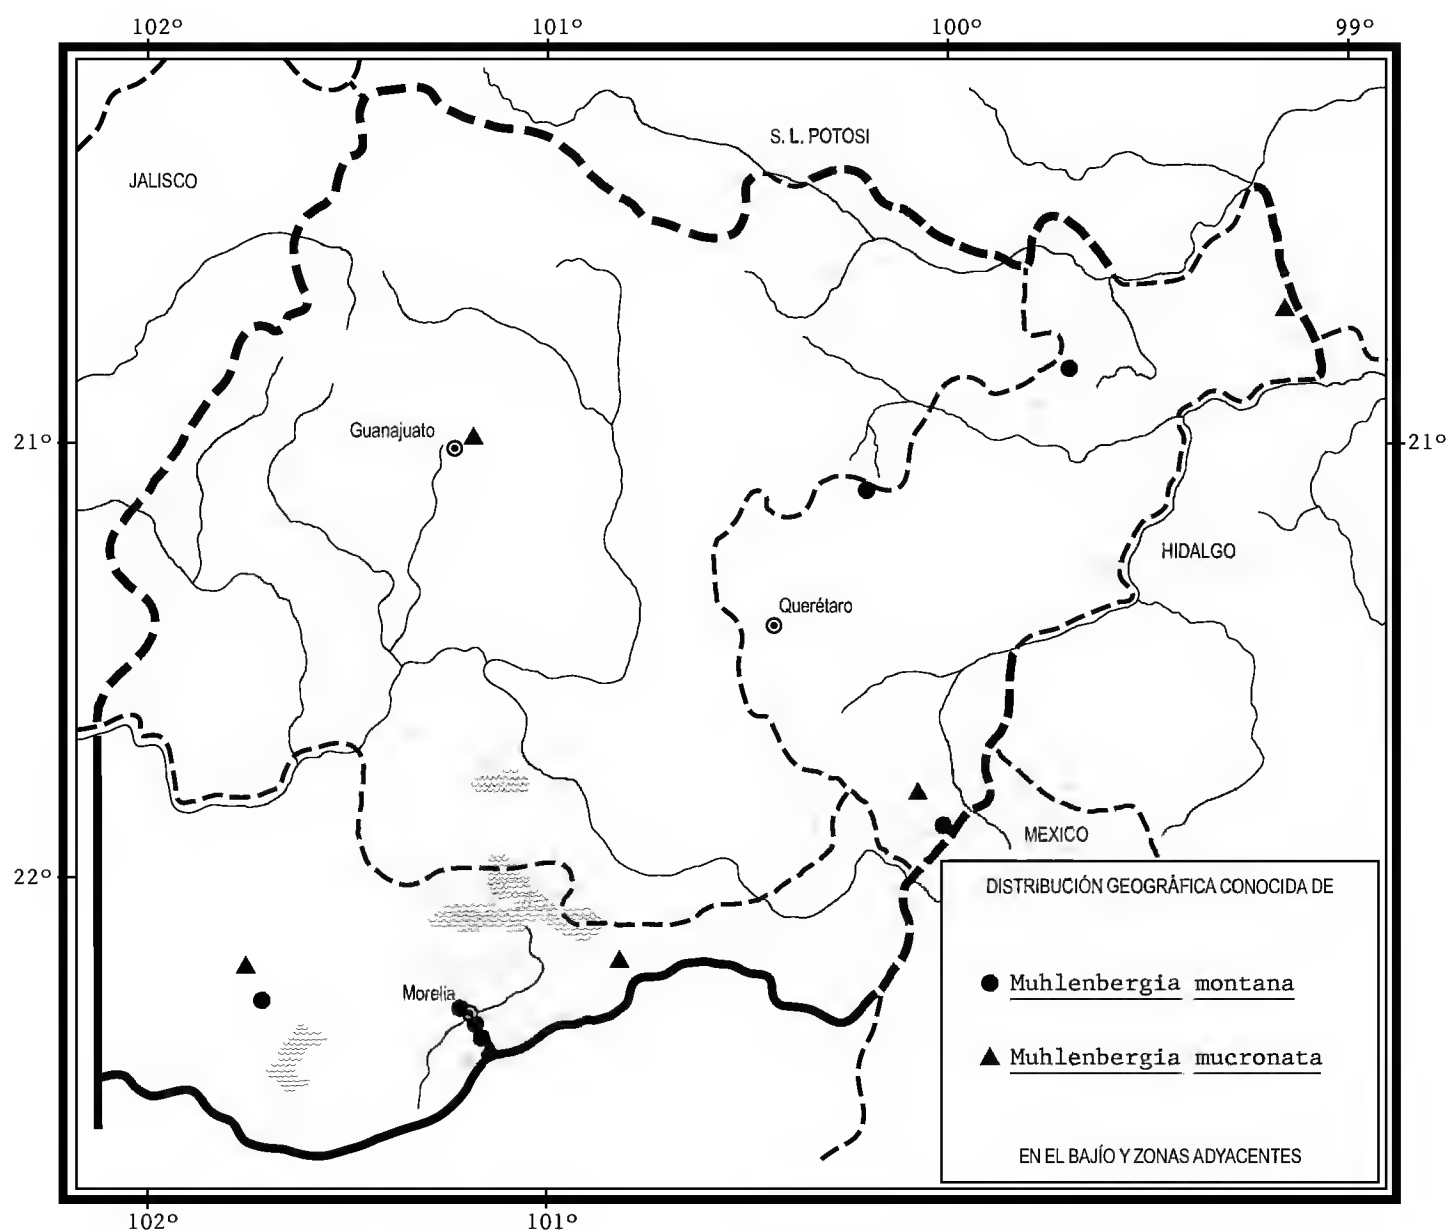 102º 101º 100º 99º
S. L. POTOSI
JALISCO
Guanajuato
21º 21º
HIDALGO
Querétaro
MEXICO
22º
DISTRIBUCIÓN GEOGRÁFICA CONOCIDA DE
Morelia
Muhlenbergia montana
Muhlenbergia mucronata
EN EL BAJÍO Y ZONAS ADYACENTES
102º 101º